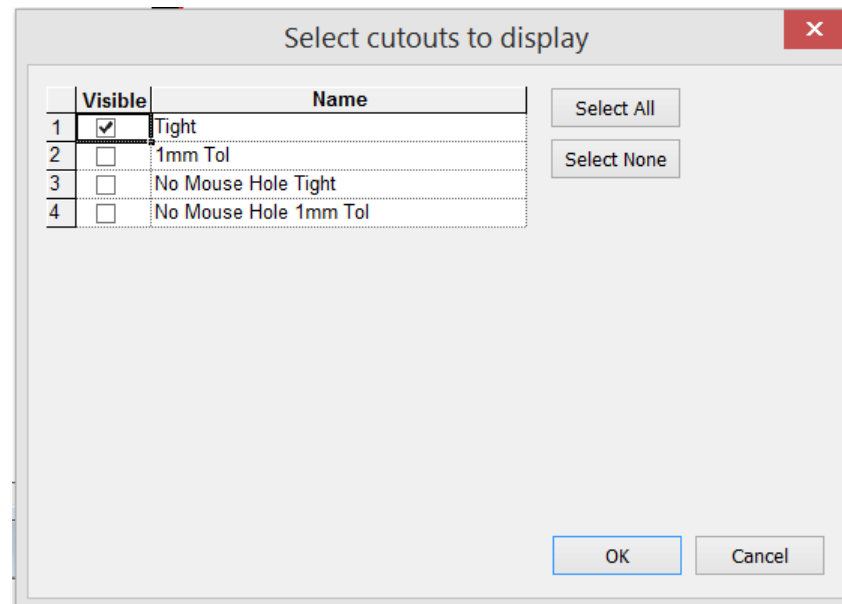 Select cutouts to display
Visible Name
1 Tight
2 1mm Tol
3 No Mouse Hole Tight
4 No Mouse Hole 1mm Tol
Select All
Select None
OK Cancel